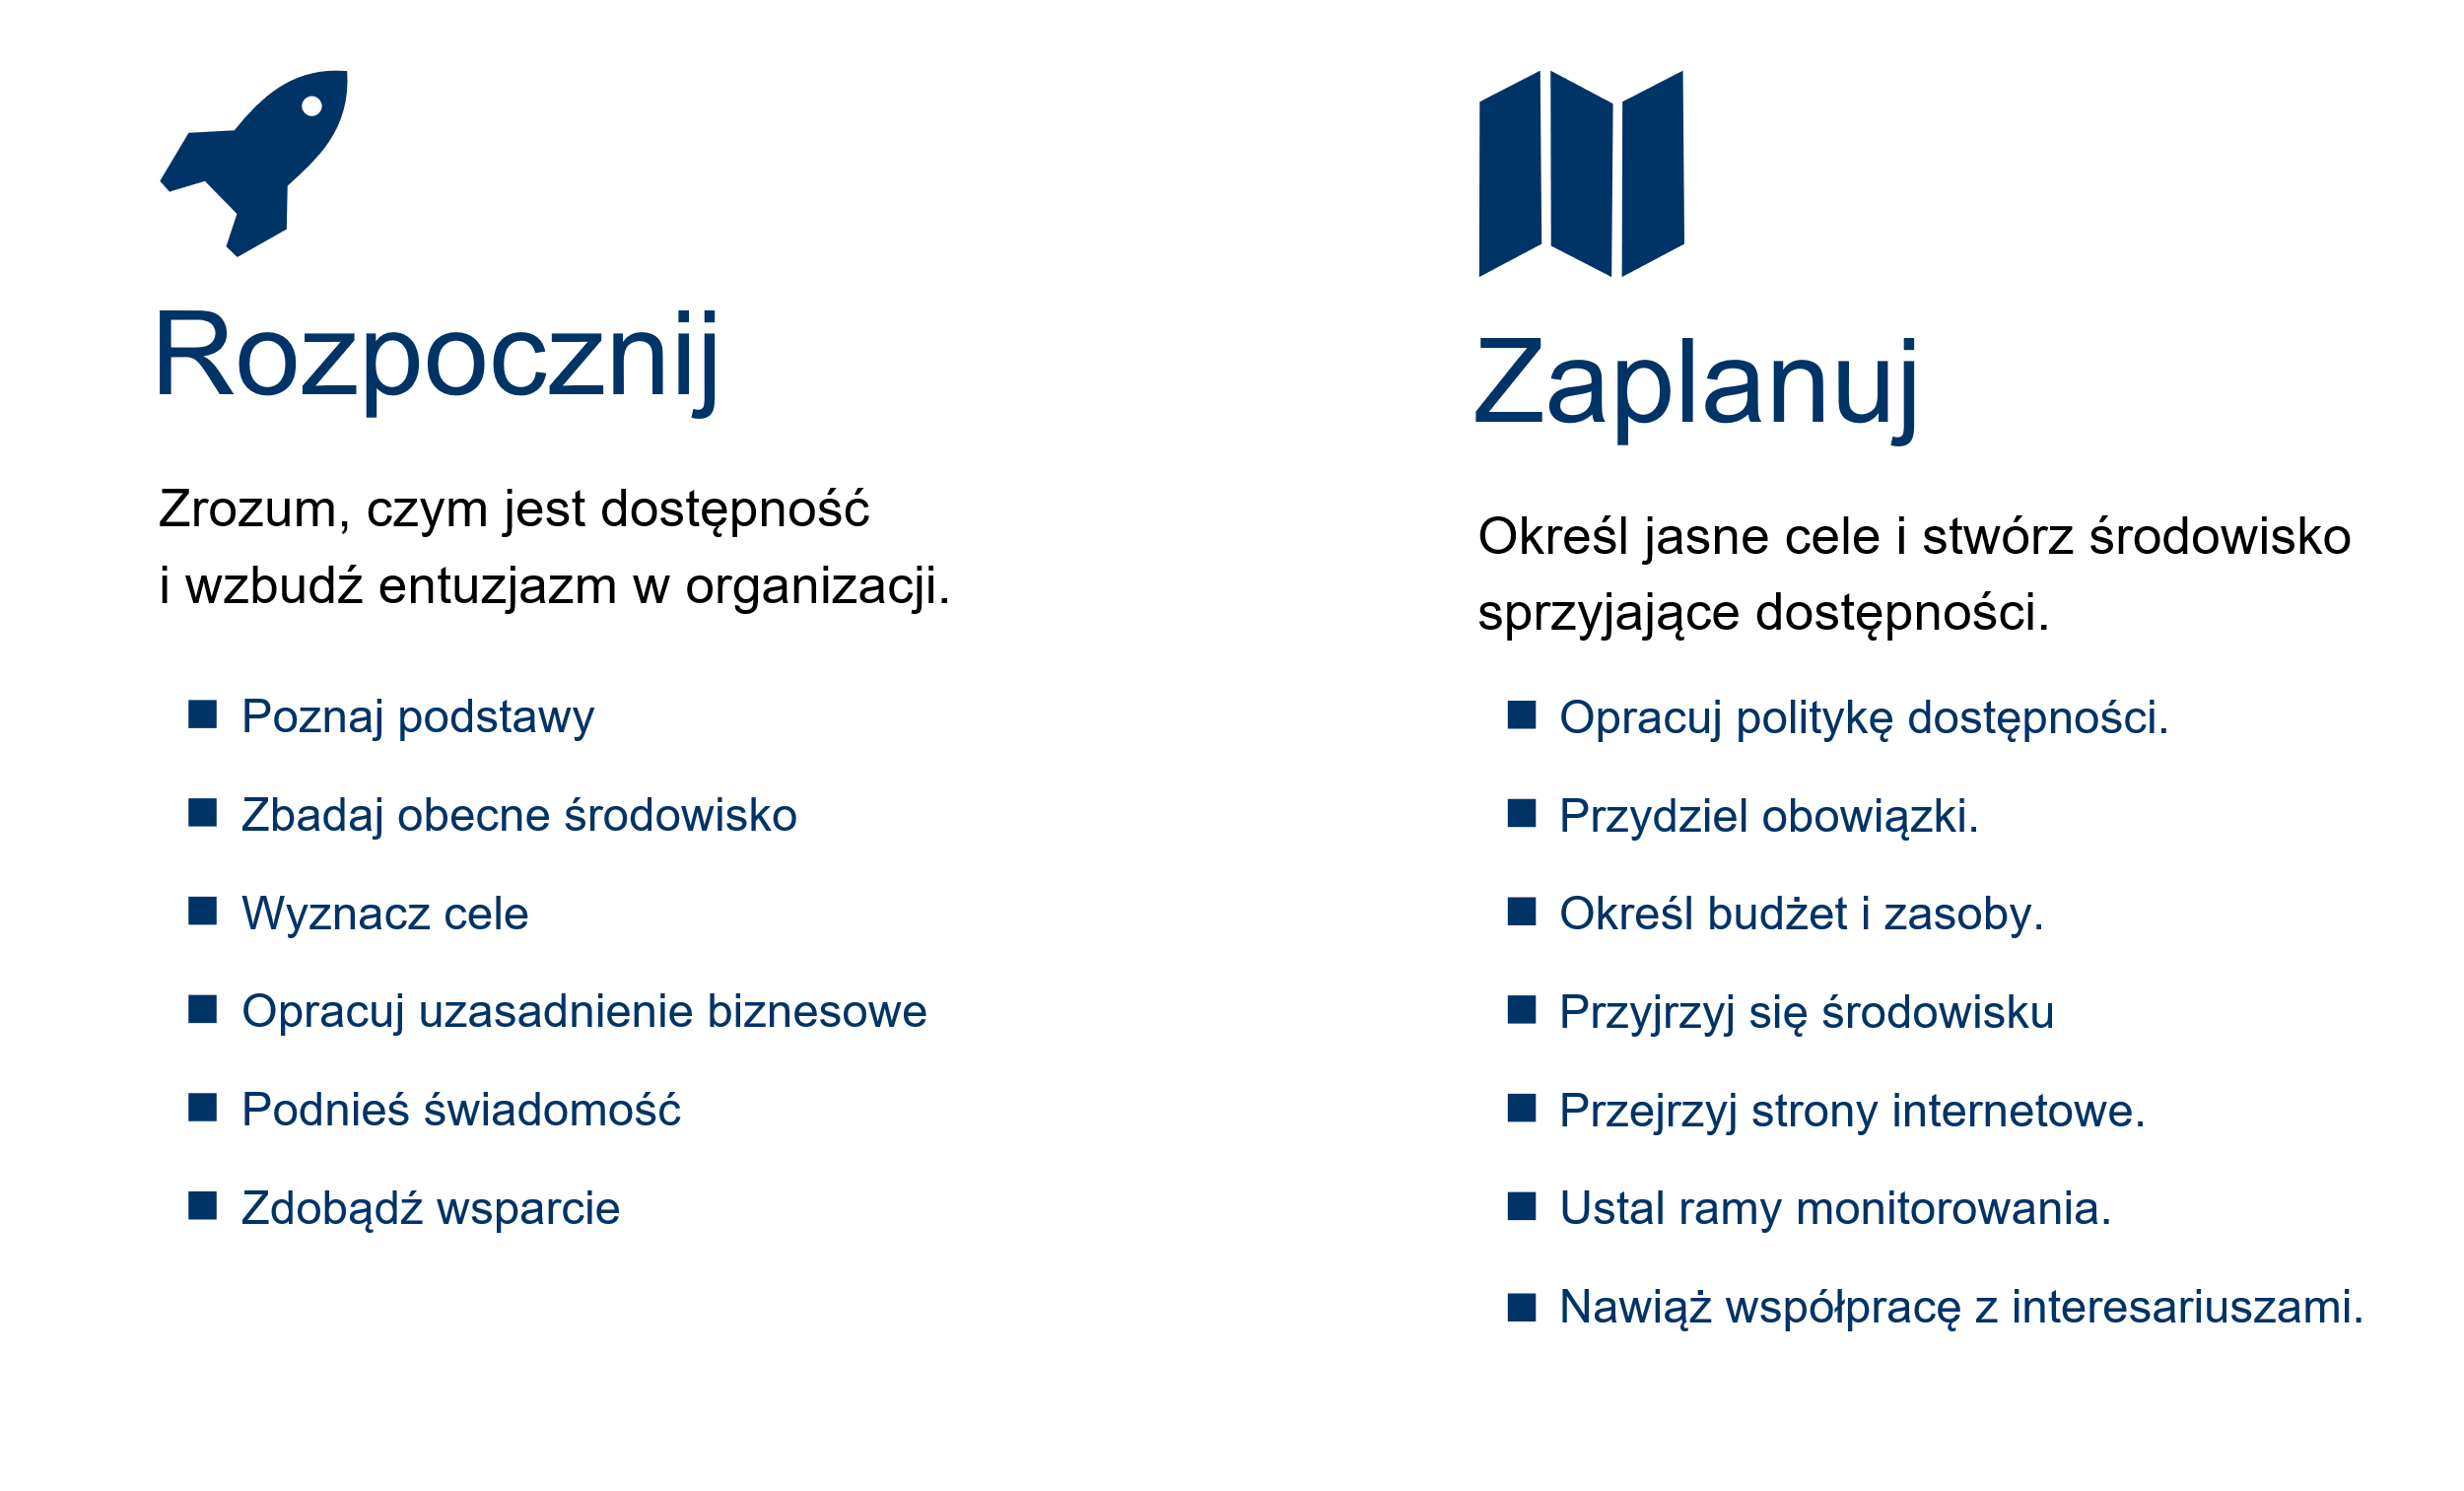 Rozpocznij
Zrozum, czym jest dostępność
i wzbudź entuzjazm w organizacji.
Poznaj podstawy
Zbadaj obecne środowisko
Wyznacz cele
Opracuj uzasadnienie biznesowe
Podnieś świadomość
Zdobądź wsparcie
Zaplanuj
Określ jasne cele i stwórz środowisko
sprzyjające dostępności.
Opracuj politykę dostępności.
Przydziel obowiązki.
Określ budżet i zasoby.
Przyjrzyj się środowisku
Przejrzyj strony internetowe.
Ustal ramy monitorowania.
Nawiąż współpracę z interesariuszami.